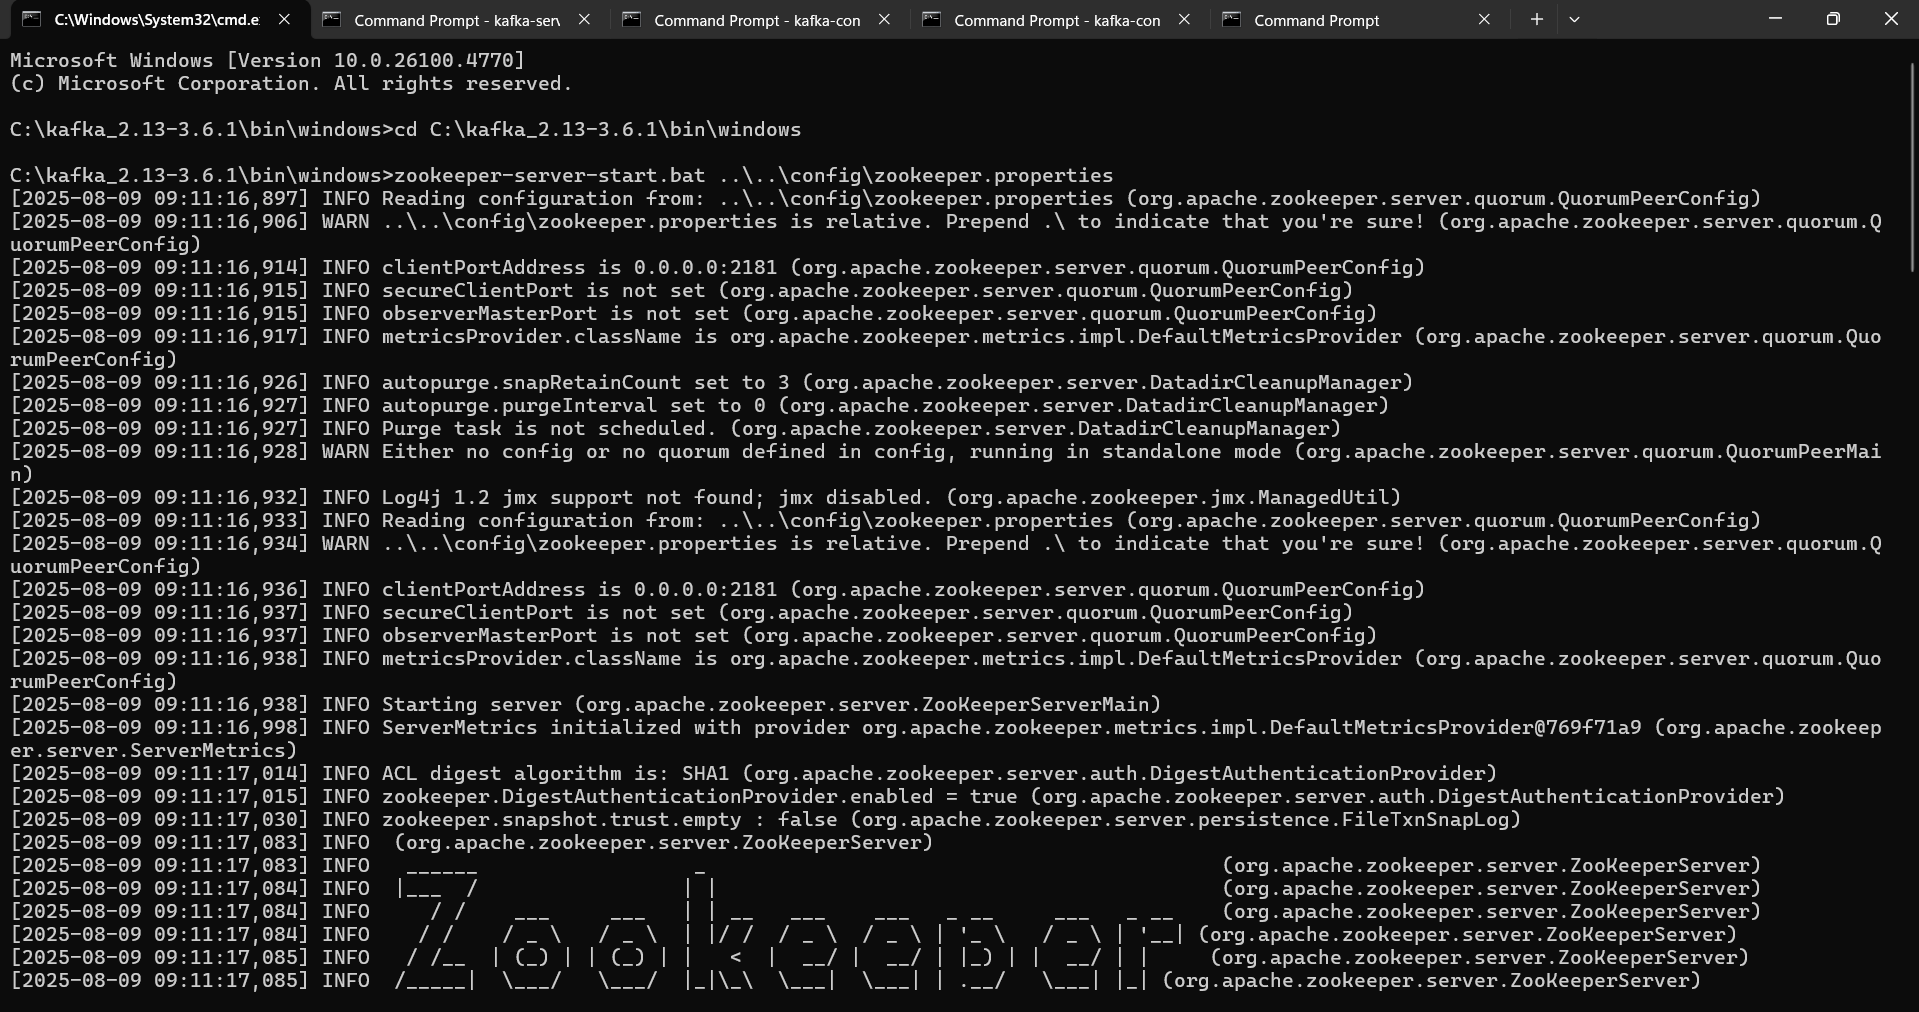 C:\Windows\System32\cmd.e
Command Prompt - kafka-serv
Command Prompt - kafka-con
Command Prompt - kafka-con
Command Prompt
Microsoft Windows [Version 10.0.26100.4770]
(c) Microsoft Corporation. All rights reserved.
C:\kafka_2.13-3.6.1\bin\windows>cd C:\kafka_2.13-3.6.1\bin\windows
C:\kafka_2.13-3.6.1\bin\windows>zookeeper-server-start.bat ..\..\config\zookeeper.properties
[2025-08-09 09:11:16,897] INFO Reading configuration from: ..\..\config\zookeeper.properties (org.apache.zookeeper.server.quorum.QuorumPeerConfig)
[2025-08-09 09:11:16,906] WARN ..\..\config\zookeeper.properties is relative. Prepend .\ to indicate that you're sure! (org.apache.zookeeper.server.quorum.Q
uorumPeerConfig)
[2025-08-09 09:11:16,914] INFO clientPortAddress is 0.0.0.0:2181 (org.apache.zookeeper.server.quorum.QuorumPeerConfig)
[2025-08-09 09:11:16,915] INFO secureClientPort is not set (org.apache.zookeeper.server.quorum.QuorumPeerConfig)
[2025-08-09 09:11:16,915] INFO observerMasterPort is not set (org.apache.zookeeper.server.quorum.QuorumPeerConfig)
[2025-08-09 09:11:16,917] INFO metricsProvider.className is org.apache.zookeeper.metrics.impl.DefaultMetricsProvider (org.apache.zookeeper.server.quorum.Quo
rumPeerConfig)
[2025-08-09 09:11:16,926] INFO autopurge.snapRetainCount set to 3 (org.apache.zookeeper.server.DatadirCleanupManager)
[2025-08-09 09:11:16,927] INFO autopurge.purgeInterval set to 0 (org.apache.zookeeper.server.DatadirCleanupManager)
[2025-08-09 09:11:16,927] INFO Purge task is not scheduled. (org.apache.zookeeper.server.DatadirCleanupManager)
[2025-08-09 09:11:16,928] WARN Either no config or no quorum defined in config, running in standalone mode (org.apache.zookeeper.server.quorum.QuorumPeerMai
n)
[2025-08-09 09:11:16,932] INFO Log4j 1.2 jmx support not found; jmx disabled. (org.apache.zookeeper.jmx.ManagedUtil)
[2025-08-09 09:11:16,933] INFO Reading configuration from: ..\..\config\zookeeper.properties (org.apache.zookeeper.server.quorum.QuorumPeerConfig)
[2025-08-09 09:11:16,934] WARN ..\..\config\zookeeper.properties is relative. Prepend .\ to indicate that you're sure! (org.apache.zookeeper.server.quorum.Q
uorumPeerConfig)
[2025-08-09 09:11:16,936] INFO clientPortAddress is 0.0.0.0:2181 (org.apache.zookeeper.server.quorum.QuorumPeerConfig)
[2025-08-09 09:11:16,937] INFO secureClientPort is not set (org.apache.zookeeper.server.quorum.QuorumPeerConfig)
[2025-08-09 09:11:16,937] INFO observerMasterPort is not set (org.apache.zookeeper.server.quorum.QuorumPeerConfig)
[2025-08-09 09:11:16,938] INFO metricsProvider.className is org.apache.zookeeper.metrics.impl.DefaultMetricsProvider (org.apache.zookeeper.server.quorum.Quo
rumPeerConfig)
[2025-08-09 09:11:16,938] INFO Starting server (org.apache.zookeeper.server.ZooKeeperServerMain)
[2025-08-09 09:11:16,998] INFO ServerMetrics initialized with provider org.apache.zookeeper.metrics.impl.DefaultMetricsProvider@769f71a9 (org.apache.zookeep
er.server.ServerMetrics)
[2025-08-09 09:11:17,014] INFO ACL digest algorithm is: SHA1 (org.apache.zookeeper.server.auth.DigestAuthenticationProvider)
[2025-08-09 09:11:17,015] INFO zookeeper.DigestAuthenticationProvider.enabled = true (org.apache.zookeeper.server.auth.DigestAuthenticationProvider)
[2025-08-09 09:11:17,030] INFO zookeeper.snapshot.trust.empty : false (org.apache.zookeeper.server.persistence.FileTxnSnapLog)
[2025-08-09 09:11:17,083] INFO  (org.apache.zookeeper.server.ZooKeeperServer)
[2025-08-09 09:11:17,083] INFO   ______                  _                                           (org.apache.zookeeper.server.ZooKeeperServer)
[2025-08-09 09:11:17,084] INFO  |___  /                 | |                                          (org.apache.zookeeper.server.ZooKeeperServer)
[2025-08-09 09:11:17,084] INFO     / /    ___      ___  | | __   ___    ___   _ __     ___   _ __    (org.apache.zookeeper.server.ZooKeeperServer)
[2025-08-09 09:11:17,084] INFO    / /    / _ \   / _ \  | |/ /  / _ \  / _ \ | '_ \   / _ \ | '__| (org.apache.zookeeper.server.ZooKeeperServer)
[2025-08-09 09:11:17,085] INFO   / /__  | (_) | | (_) | |   <  |  __/ |  __/ | |_) | |  __/ | |     (org.apache.zookeeper.server.ZooKeeperServer)
[2025-08-09 09:11:17,085] INFO  /_____|  \___/   \___/  |_|\_\  \___|  \___| | .__/   \___| |_| (org.apache.zookeeper.server.ZooKeeperServer)